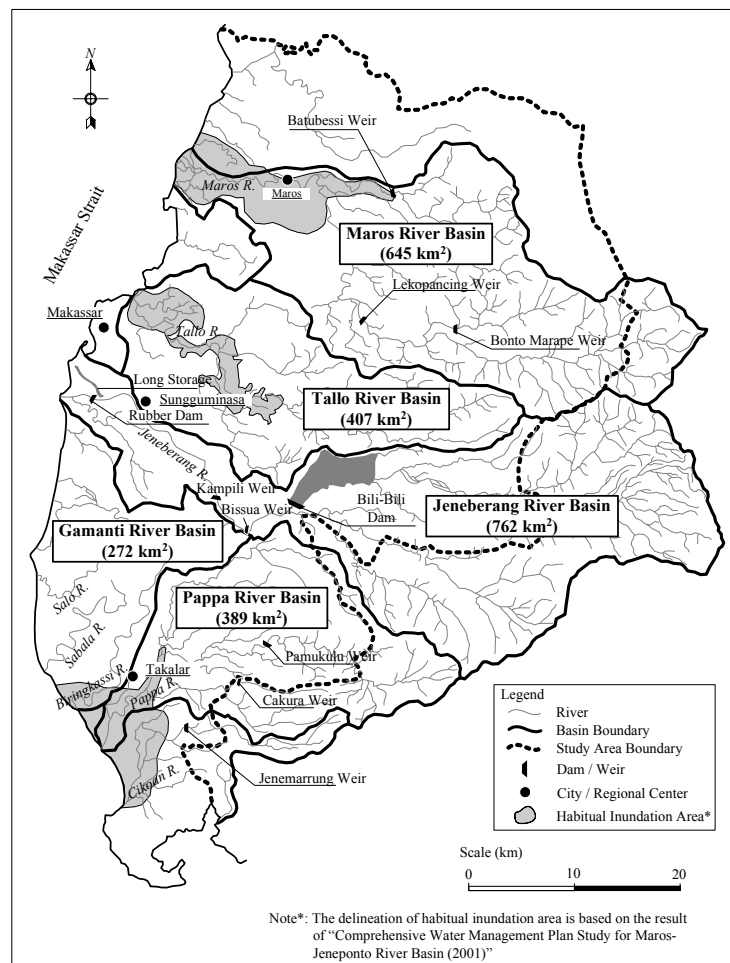 N
Batubessi Weir
Maros R.
Maros
Makassar Strait
Maros River Basin
(645 km²)
Lekopancing Weir
Makassar
Tallo R.
Bonto Marape Weir
Long Storage
Sungguminasa
Rubber Dam
Tallo River Basin
(407 km²)
Jeneberang R.
Kampili Weir
Bissua Weir
Bili-Bili
Dam
Jeneberang River Basin
(762 km²)
Gamanti River Basin
(272 km²)
Pappa River Basin
(389 km²)
Salo R.
Sabala R.
Pamukulu Weir
Biringkassi R.
Takalar
Pappa R.
Cakura Weir
Cikoan R.
Jenemarrung Weir
Legend
River
Basin Boundary
Study Area Boundary
Dam / Weir
City / Regional Center
Habitual Inundation Area*
Scale (km)
0 10 20
Note*: The delineation of habitual inundation area is based on the result
of “Comprehensive Water Management Plan Study for Maros-
Jeneponto River Basin (2001)”